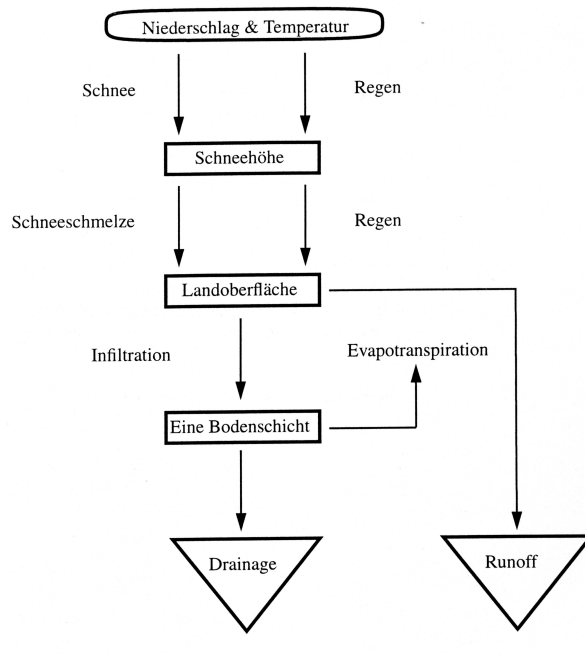 Niederschlag & Temperatur
Schnee
Regen
Schneehöhe
Schneeschmelze
Regen
Landoberfläche
Infiltration
Evapotranspiration
Eine Bodenschicht
Drainage
Runoff